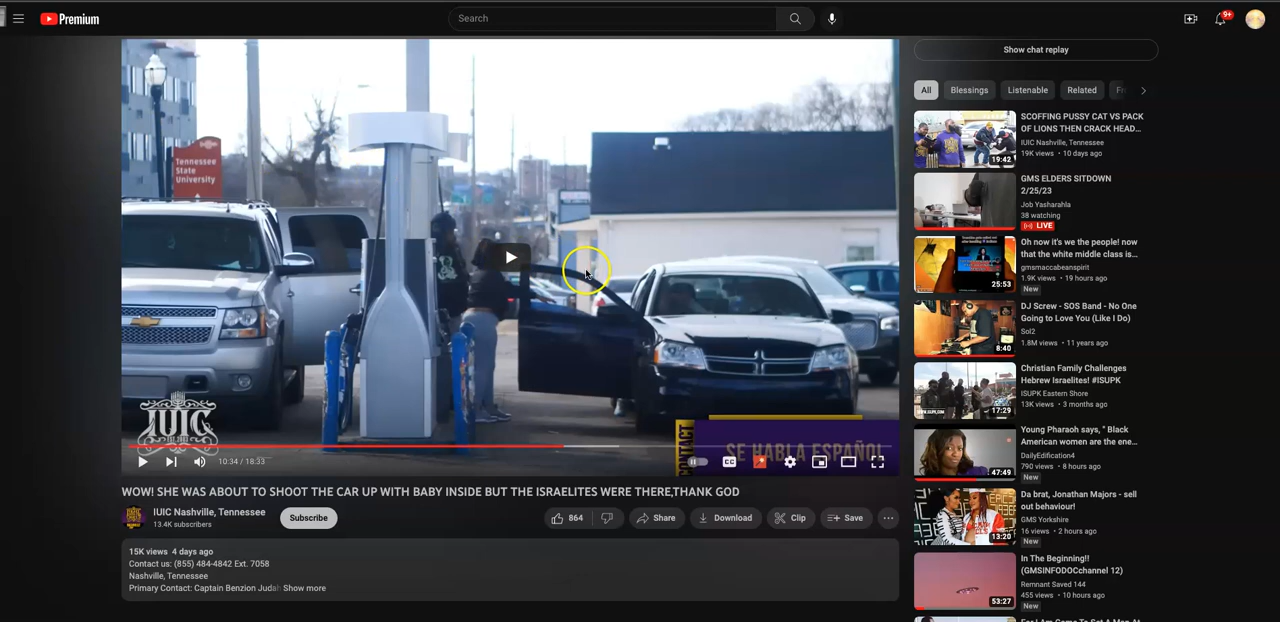 Premium
Search
9+
Tennessee
State
University
IUIC
CONTACT
SE HABLA ESPAÑOL
10:34 / 18:33
CC
WOW! SHE WAS ABOUT TO SHOOT THE CAR UP WITH BABY INSIDE BUT THE ISRAELITES WERE THERE,THANK GOD
IUIC Nashville, Tennessee
13.4K subscribers
Subscribe
864
Share
Download
Clip
Save
15K views 4 days ago
Contact us: (855) 484-4842 Ext. 7058
Nashville, Tennessee
Primary Contact: Captain Benzion Judah Show more
Show chat replay
All
Blessings
Listenable
Related
Fr
SCOFFING PUSSY CAT VS PACK
OF LIONS THEN CRACK HEAD...
IUIC Nashville, Tennessee
19K views • 10 days ago
19:42
GMS ELDERS SITDOWN
2/25/23
Job Yasharahla
38 watching
LIVE
Oh now it's we the people! now
that the white middle class is...
gmsmaccabeanspirit
1.9K views • 19 hours ago
New
25:53
DJ Screw - SOS Band - No One
Going to Love You (Like I Do)
Sol2
1.8M views • 11 years ago
8:40
Christian Family Challenges
Hebrew Israelites! #ISUPK
ISUPK Eastern Shore
13K views • 3 months ago
17:29
Young Pharaoh says, " Black
American women are the ene...
DailyEdification4
790 views • 8 hours ago
New
47:49
Da brat, Jonathan Majors - sell
out behaviour!
GMS Yorkshire
16 views • 2 hours ago
New
13:20
In The Beginning!!
(GMSINFODOCchannel 12)
Remnant Saved 144
455 views • 10 hours ago
New
53:27